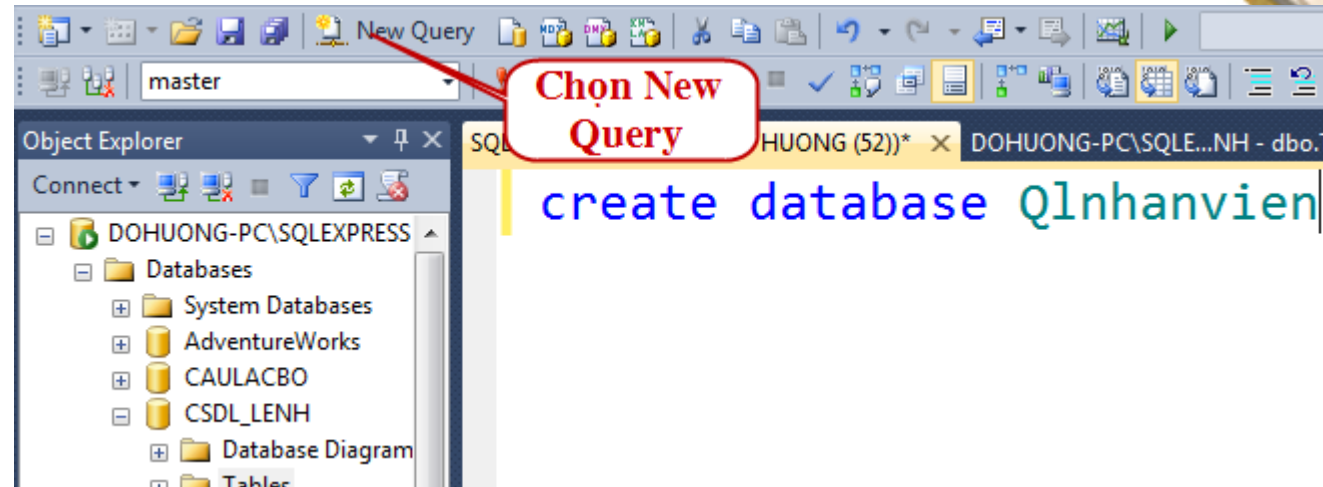 New Query
master
Chọn New
Query
Object Explorer
SQL
HUONG (52))*
DOHUONG-PC\SQLE...NH - dbo.T
Connect
create database Qlnhanvien
DOHUONG-PC\SQLEXPRESS
Databases
System Databases
AdventureWorks
CAULACBO
CSDL_LENH
Database Diagram
Tables